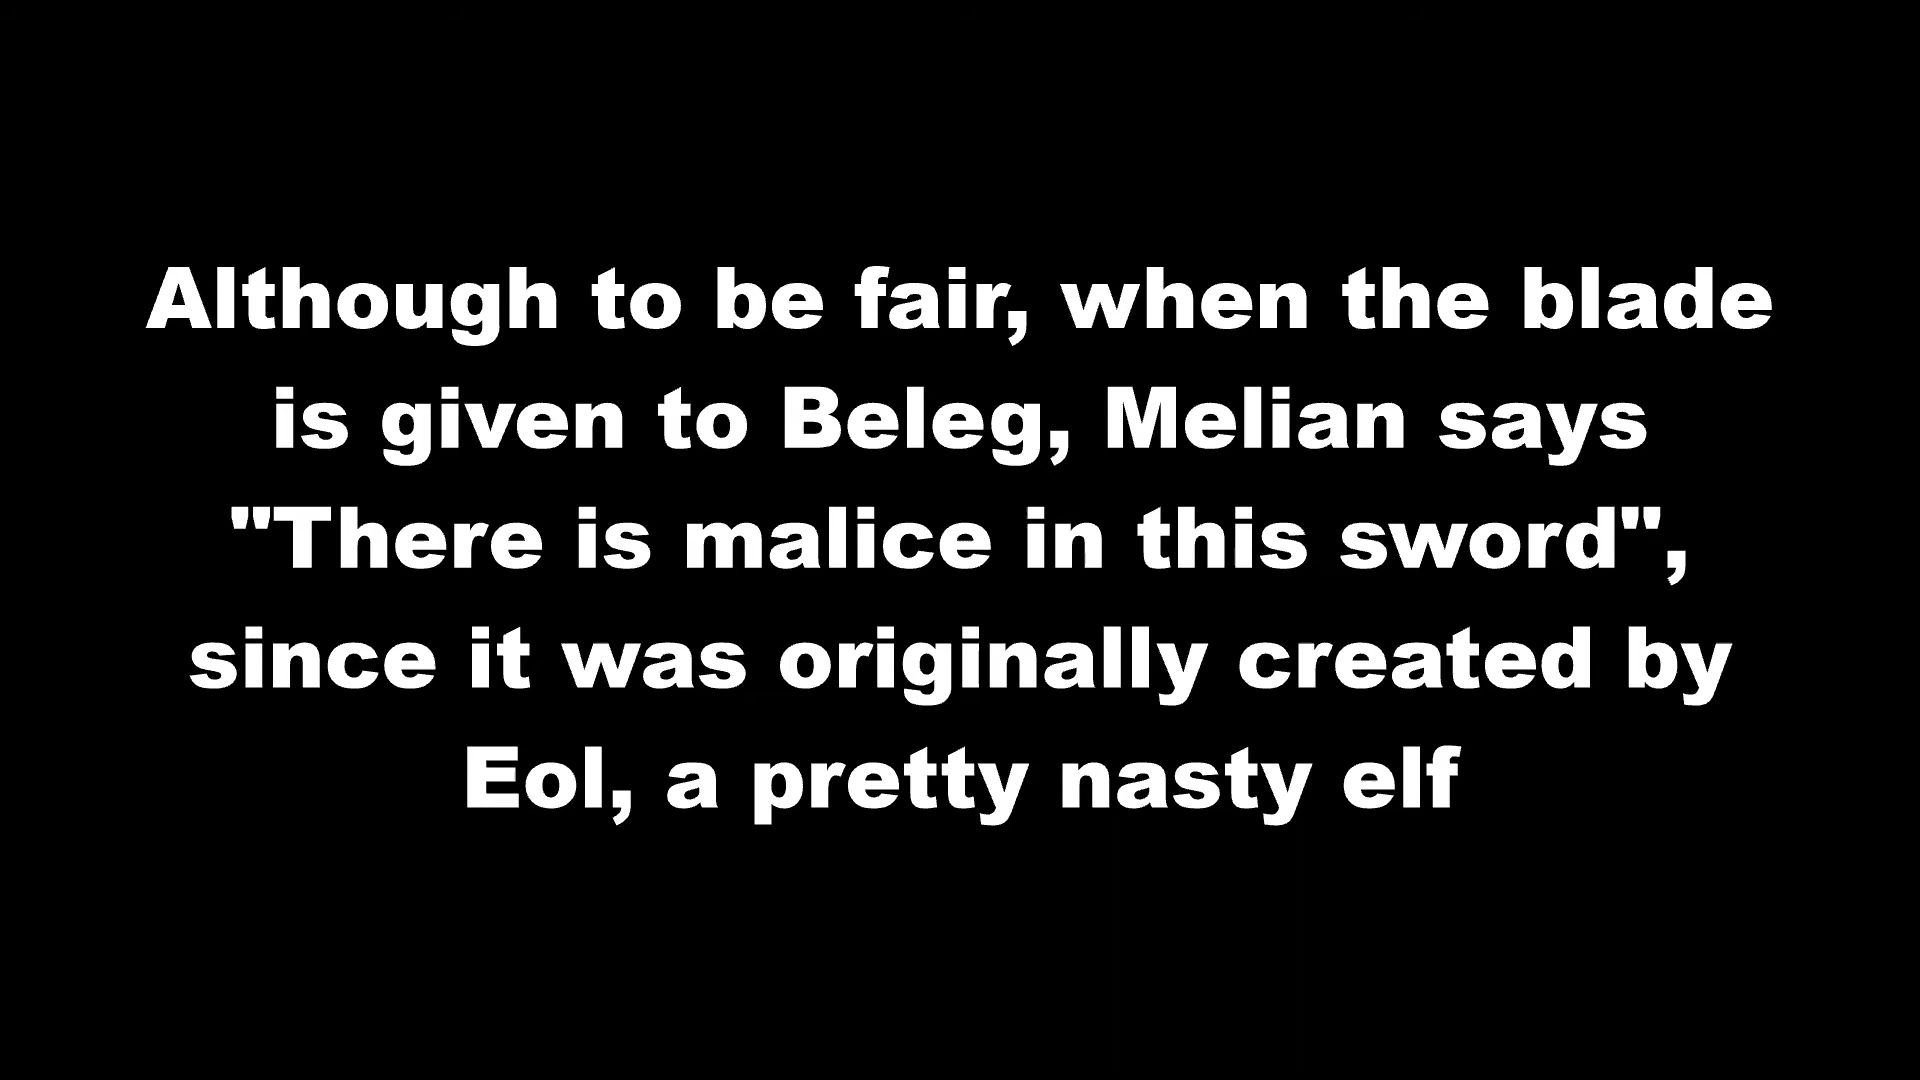 Although to be fair, when the blade
is given to Beleg, Melian says
"There is malice in this sword",
since it was originally created by
Eol, a pretty nasty elf